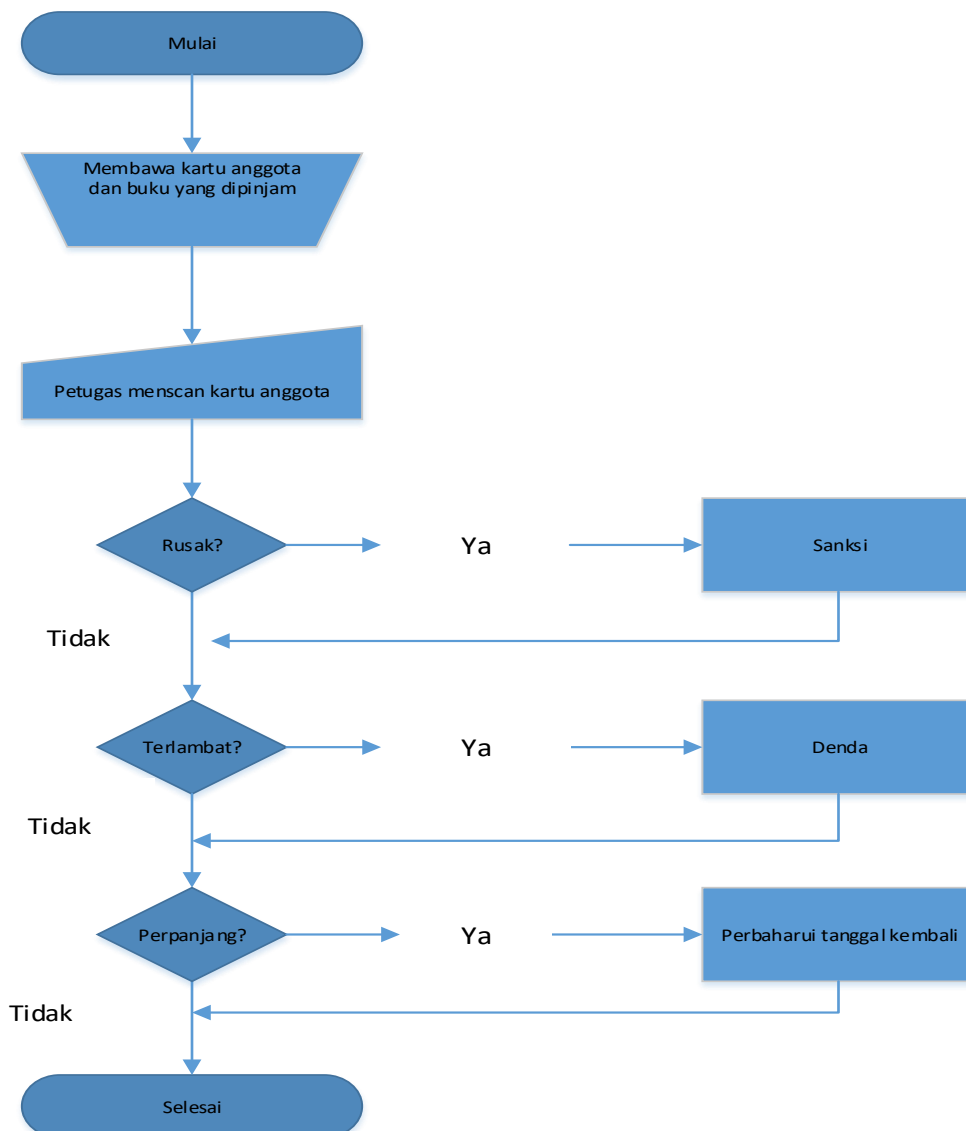 Mulai
Membawa kartu anggota
dan buku yang dipinjam
Petugas menscan kartu anggota
Rusak?
Ya
Sanksi
Tidak
Terlambat?
Ya
Denda
Tidak
Perpanjang?
Ya
Perbaharui tanggal kembali
Tidak
Selesai